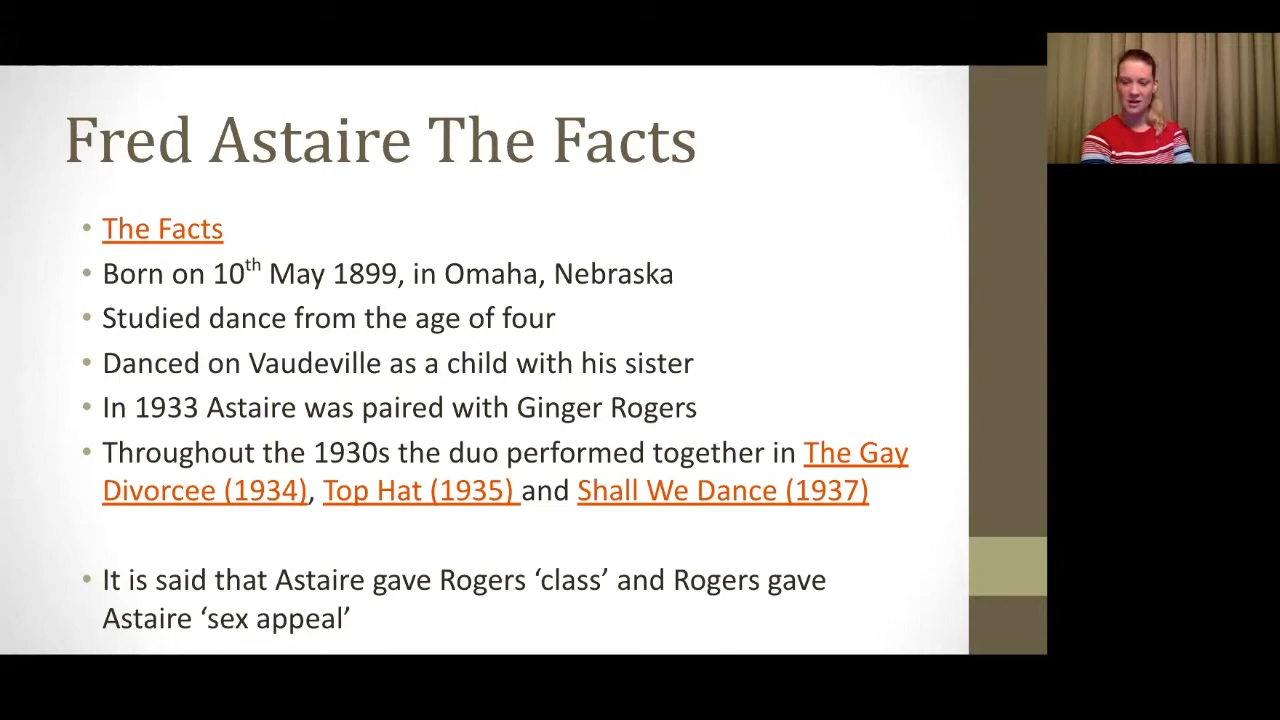 Fred Astaire The Facts
• The Facts
• Born on 10th May 1899, in Omaha, Nebraska
• Studied dance from the age of four
• Danced on Vaudeville as a child with his sister
• In 1933 Astaire was paired with Ginger Rogers
• Throughout the 1930s the duo performed together in The Gay
Divorcee (1934), Top Hat (1935) and Shall We Dance (1937)
• It is said that Astaire gave Rogers ‘class’ and Rogers gave
Astaire ‘sex appeal’